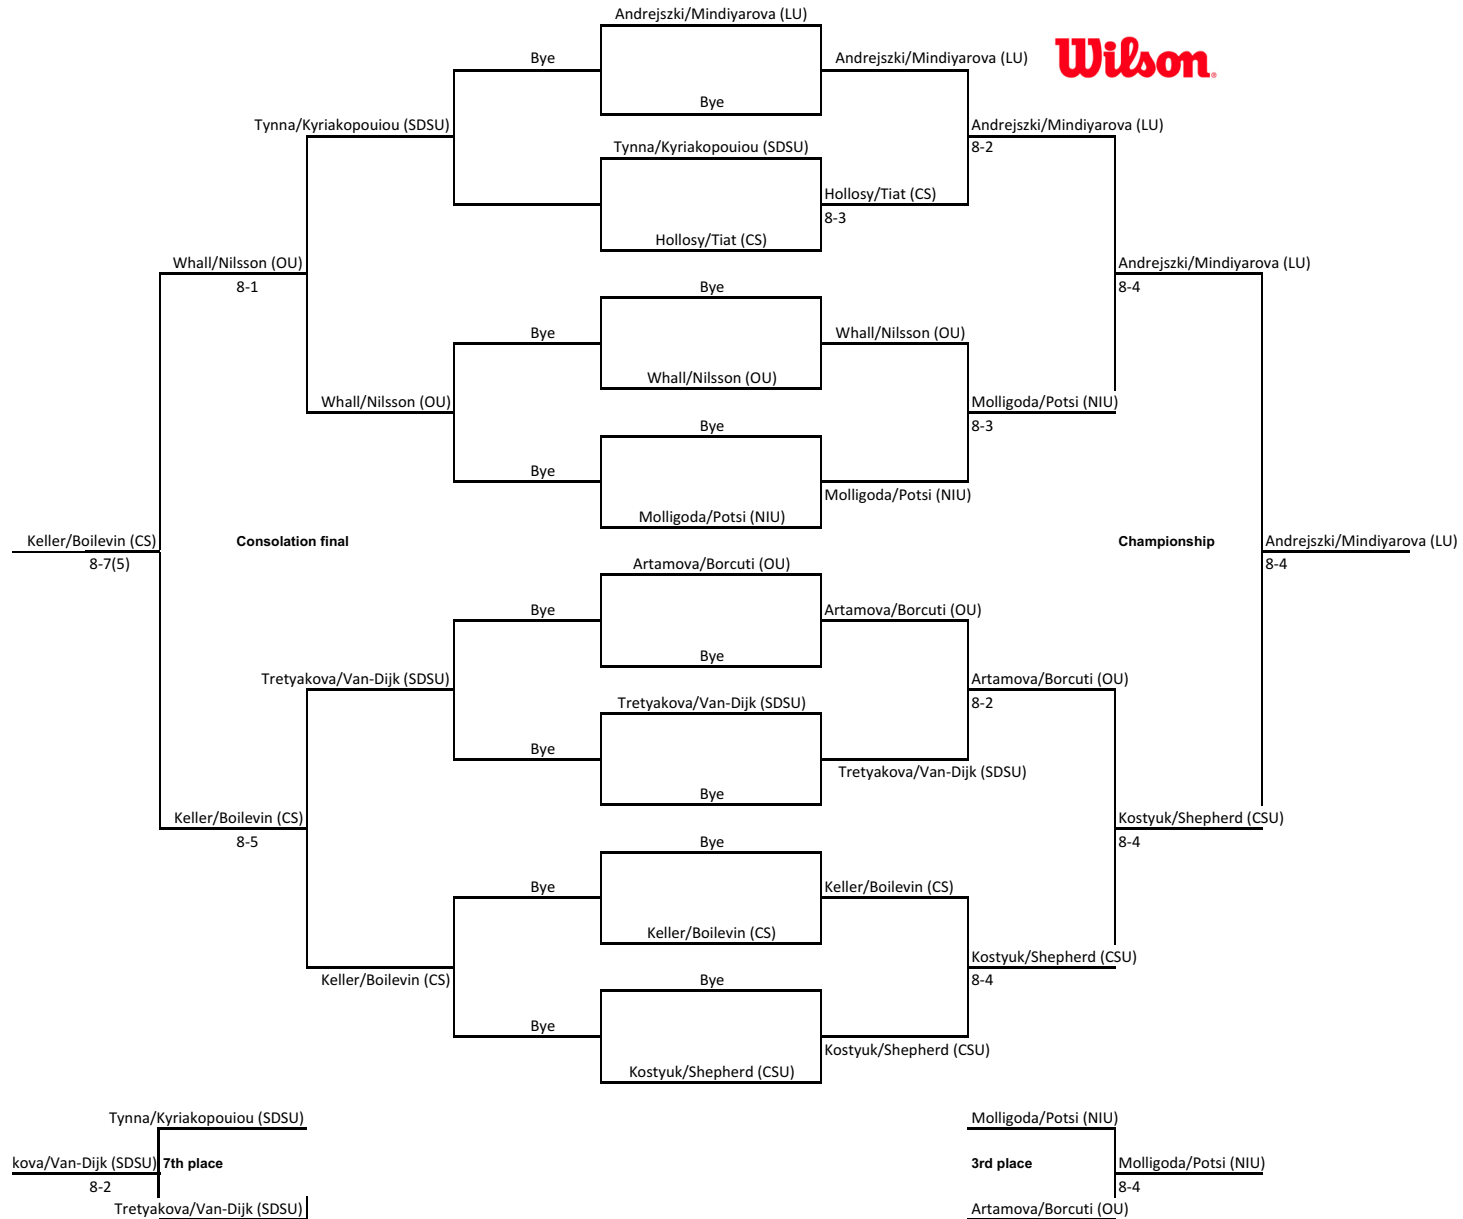 Andrejszki/Mindiyarova (LU)
Bye
Andrejszki/Mindiyarova (LU)
Wilson
Bye
Tynna/Kyriakopouiou (SDSU)
Andrejszki/Mindiyarova (LU)
8-2
Tynna/Kyriakopouiou (SDSU)
Hollosy/Tiat (CS)
8-3
Hollosy/Tiat (CS)
Whall/Nilsson (OU)
8-1
Bye
Andrejszki/Mindiyarova (LU)
8-4
Bye
Whall/Nilsson (OU)
Whall/Nilsson (OU)
Whall/Nilsson (OU)
Molligoda/Potsi (NIU)
8-3
Bye
Bye
Molligoda/Potsi (NIU)
Molligoda/Potsi (NIU)
Keller/Boilevin (CS)
8-7(5)
Consolation final
Championship
Andrejszki/Mindiyarova (LU)
8-4
Artamova/Borcuti (OU)
Bye
Artamova/Borcuti (OU)
Bye
Tretyakova/Van-Dijk (SDSU)
Artamova/Borcuti (OU)
8-2
Tretyakova/Van-Dijk (SDSU)
Bye
Tretyakova/Van-Dijk (SDSU)
Bye
Keller/Boilevin (CS)
8-5
Kostyuk/Shepherd (CSU)
8-4
Bye
Bye
Keller/Boilevin (CS)
Keller/Boilevin (CS)
Kostyuk/Shepherd (CSU)
8-4
Keller/Boilevin (CS)
Bye
Bye
Kostyuk/Shepherd (CSU)
Kostyuk/Shepherd (CSU)
Tynna/Kyriakopouiou (SDSU)
kova/Van-Dijk (SDSU)
7th place
8-2
Tretyakova/Van-Dijk (SDSU)
Molligoda/Potsi (NIU)
3rd place
Molligoda/Potsi (NIU)
8-4
Artamova/Borcuti (OU)